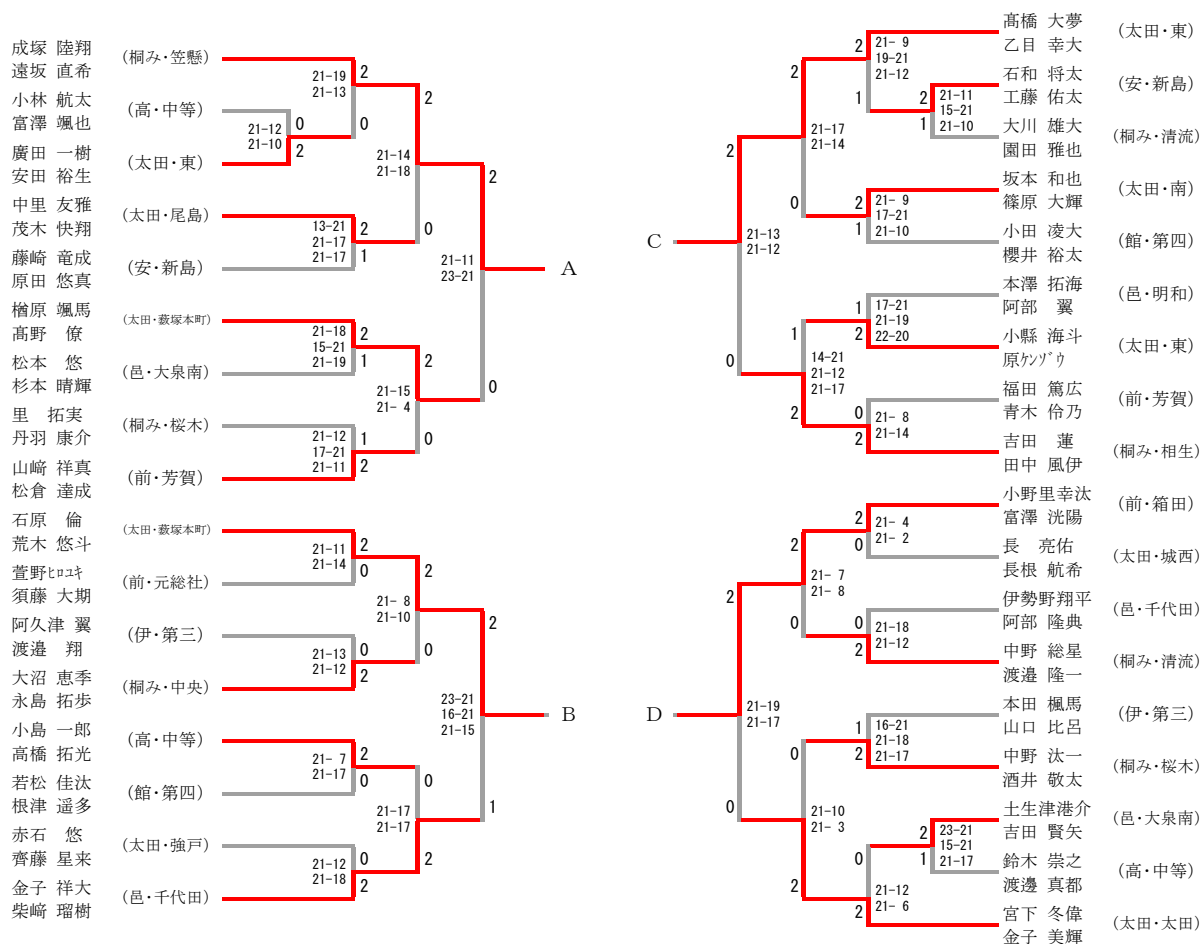 成塚 陸翔
遠坂 直希
(桐み・笠懸)
小林 航太
富澤 颯也
(高・中等)
廣田 一樹
安田 裕生
(太田・東)
中里 友雅
茂木 快翔
(太田・尾島)
藤崎 竜成
原田 悠真
(安・新島)
楢原 颯馬
髙野 僚
(太田・藪塚本町)
松本 悠
杉本 晴輝
(邑・大泉南)
里 拓実
丹羽 康介
(桐み・桜木)
山﨑 祥真
松倉 達成
(前・芳賀)
21-12
21-10
0
2
21-19
21-13
2
0
13-21
21-17
21-17
2
1
21-14
21-18
2
0
21-18
15-21
21-19
2
1
21-12
17-21
21-11
1
2
21-15
21- 4
2
0
21-11
23-21
2
0
A
石原 倫
荒木 悠斗
(太田・藪塚本町)
萱野ﾋﾛﾕｷ
須藤 大期
(前・元総社)
阿久津 翼
渡邉 翔
(伊・第三)
大沼 恵季
永島 拓歩
(桐み・中央)
小島 一郎
高橋 拓光
(高・中等)
若松 佳汰
根津 遥多
(館・第四)
赤石 悠
齊藤 星来
(太田・強戸)
金子 祥大
柴﨑 瑠樹
(邑・千代田)
21-11
21-14
2
0
21-13
21-12
0
2
21- 8
21-10
2
0
21- 7
21-17
2
0
21-12
21-18
0
2
21-17
21-17
0
2
23-21
16-21
21-15
2
1
B
髙橋 大夢
乙目 幸大
(太田・東)
石和 将太
工藤 佑太
(安・新島)
大川 雄大
園田 雅也
(桐み・清流)
坂本 和也
篠原 大輝
(太田・南)
小田 凌大
櫻井 裕太
(館・第四)
本澤 拓海
阿部 翼
(邑・明和)
小縣 海斗
原ｹﾝｿﾞｳ
(太田・東)
福田 篤広
青木 伶乃
(前・芳賀)
吉田 蓮
田中 風伊
(桐み・相生)
2
1
21-11
15-21
21-10
2
1
21- 9
19-21
21-12
2
1
21- 9
17-21
21-10
2
0
21-17
21-14
1
2
17-21
21-19
22-20
0
2
21- 8
21-14
1
2
14-21
21-12
21-17
2
0
21-13
21-12
C
小野里幸汰
富澤 洸陽
(前・箱田)
長 亮佑
長根 航希
(太田・城西)
伊勢野翔平
阿部 隆典
(邑・千代田)
中野 総星
渡邉 隆一
(桐み・清流)
本田 楓馬
山口 比呂
(伊・第三)
中野 汰一
酒井 敬太
(桐み・桜木)
土生津港介
吉田 賢矢
(邑・大泉南)
鈴木 崇之
渡邊 真都
(高・中等)
宮下 冬偉
金子 美輝
(太田・太田)
2
0
21- 4
21- 2
0
2
21-18
21-12
2
0
21- 7
21- 8
1
2
16-21
21-18
21-17
2
1
23-21
15-21
21-17
0
2
21-12
21- 6
0
2
21-10
21- 3
2
0
21-19
21-17
D